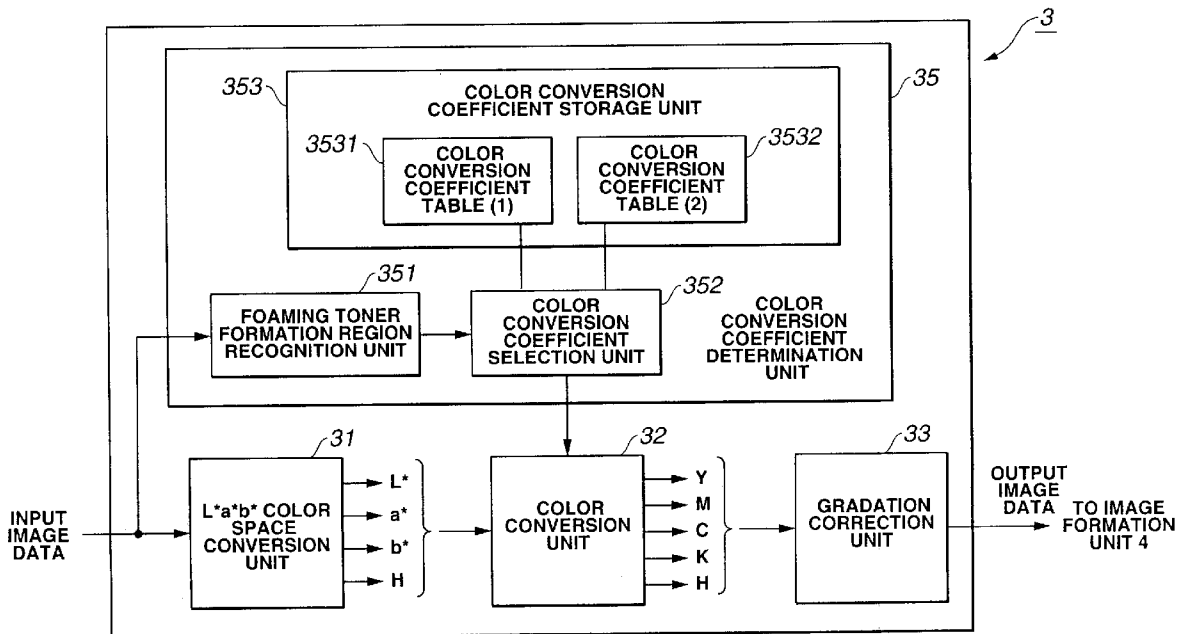 3
353
35
COLOR CONVERSION
COEFFICIENT STORAGE UNIT
3531
3532
COLOR
CONVERSION
COEFFICIENT
TABLE (1)
COLOR
CONVERSION
COEFFICIENT
TABLE (2)
351
352
FOAMING TONER
FORMATION REGION
RECOGNITION UNIT
COLOR
CONVERSION
COEFFICIENT
SELECTION UNIT
COLOR
CONVERSION
COEFFICIENT
DETERMINATION
UNIT
31
32
33
INPUT
IMAGE
DATA
L*a*b* COLOR
SPACE
CONVERSION
UNIT
L*
a*
b*
H
COLOR
CONVERSION
UNIT
Y
M
C
K
H
GRADATION
CORRECTION
UNIT
OUTPUT
IMAGE
DATA
TO IMAGE
FORMATION
UNIT 4